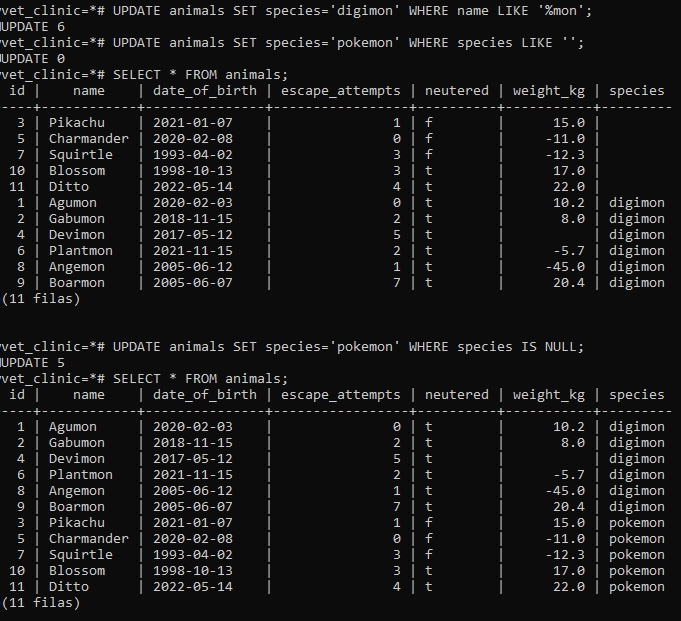 vet_clinic=*# UPDATE animals SET species='digimon' WHERE name LIKE '%mon';
UPDATE 6
vet_clinic=*# UPDATE animals SET species='pokemon' WHERE species LIKE '';
UPDATE 0
vet_clinic=*# SELECT * FROM animals;
 id |    name    | date_of_birth | escape_attempts | neutered | weight_kg | species
----+------------+---------------+-----------------+----------+-----------+---------
  3 | Pikachu    | 2021-01-07    |               1 | f        |      15.0 |
  5 | Charmander | 2020-02-08    |               0 | f        |     -11.0 |
  7 | Squirtle   | 1993-04-02    |               3 | f        |     -12.3 |
 10 | Blossom    | 1998-10-13    |               3 | t        |      17.0 |
 11 | Ditto      | 2022-05-14    |               4 | t        |      22.0 |
  1 | Agumon     | 2020-02-03    |               0 | t        |      10.2 | digimon
  2 | Gabumon    | 2018-11-15    |               2 | t        |       8.0 | digimon
  4 | Devimon    | 2017-05-12    |               5 | t        |           | digimon
  6 | Plantmon   | 2021-11-15    |               2 | t        |      -5.7 | digimon
  8 | Angemon    | 2005-06-12    |               1 | t        |     -45.0 | digimon
  9 | Boarmon    | 2005-06-07    |               7 | t        |      20.4 | digimon
(11 filas)
vet_clinic=*# UPDATE animals SET species='pokemon' WHERE species IS NULL;
UPDATE 5
vet_clinic=*# SELECT * FROM animals;
 id |    name    | date_of_birth | escape_attempts | neutered | weight_kg | species
----+------------+---------------+-----------------+----------+-----------+---------
  1 | Agumon     | 2020-02-03    |               0 | t        |      10.2 | digimon
  2 | Gabumon    | 2018-11-15    |               2 | t        |       8.0 | digimon
  4 | Devimon    | 2017-05-12    |               5 | t        |           | digimon
  6 | Plantmon   | 2021-11-15    |               2 | t        |      -5.7 | digimon
  8 | Angemon    | 2005-06-12    |               1 | t        |     -45.0 | digimon
  9 | Boarmon    | 2005-06-07    |               7 | t        |      20.4 | digimon
  3 | Pikachu    | 2021-01-07    |               1 | f        |      15.0 | pokemon
  5 | Charmander | 2020-02-08    |               0 | f        |     -11.0 | pokemon
  7 | Squirtle   | 1993-04-02    |               3 | f        |     -12.3 | pokemon
 10 | Blossom    | 1998-10-13    |               3 | t        |      17.0 | pokemon
 11 | Ditto      | 2022-05-14    |               4 | t        |      22.0 | pokemon
(11 filas)